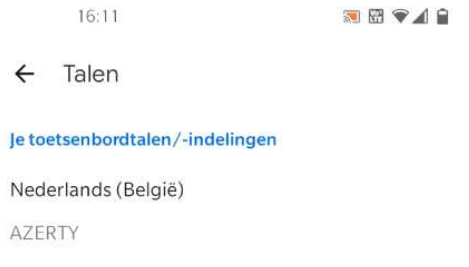 16:11
Talen
Je toetsenbordtalen/-indelingen
Nederlands (België)
AZERTY